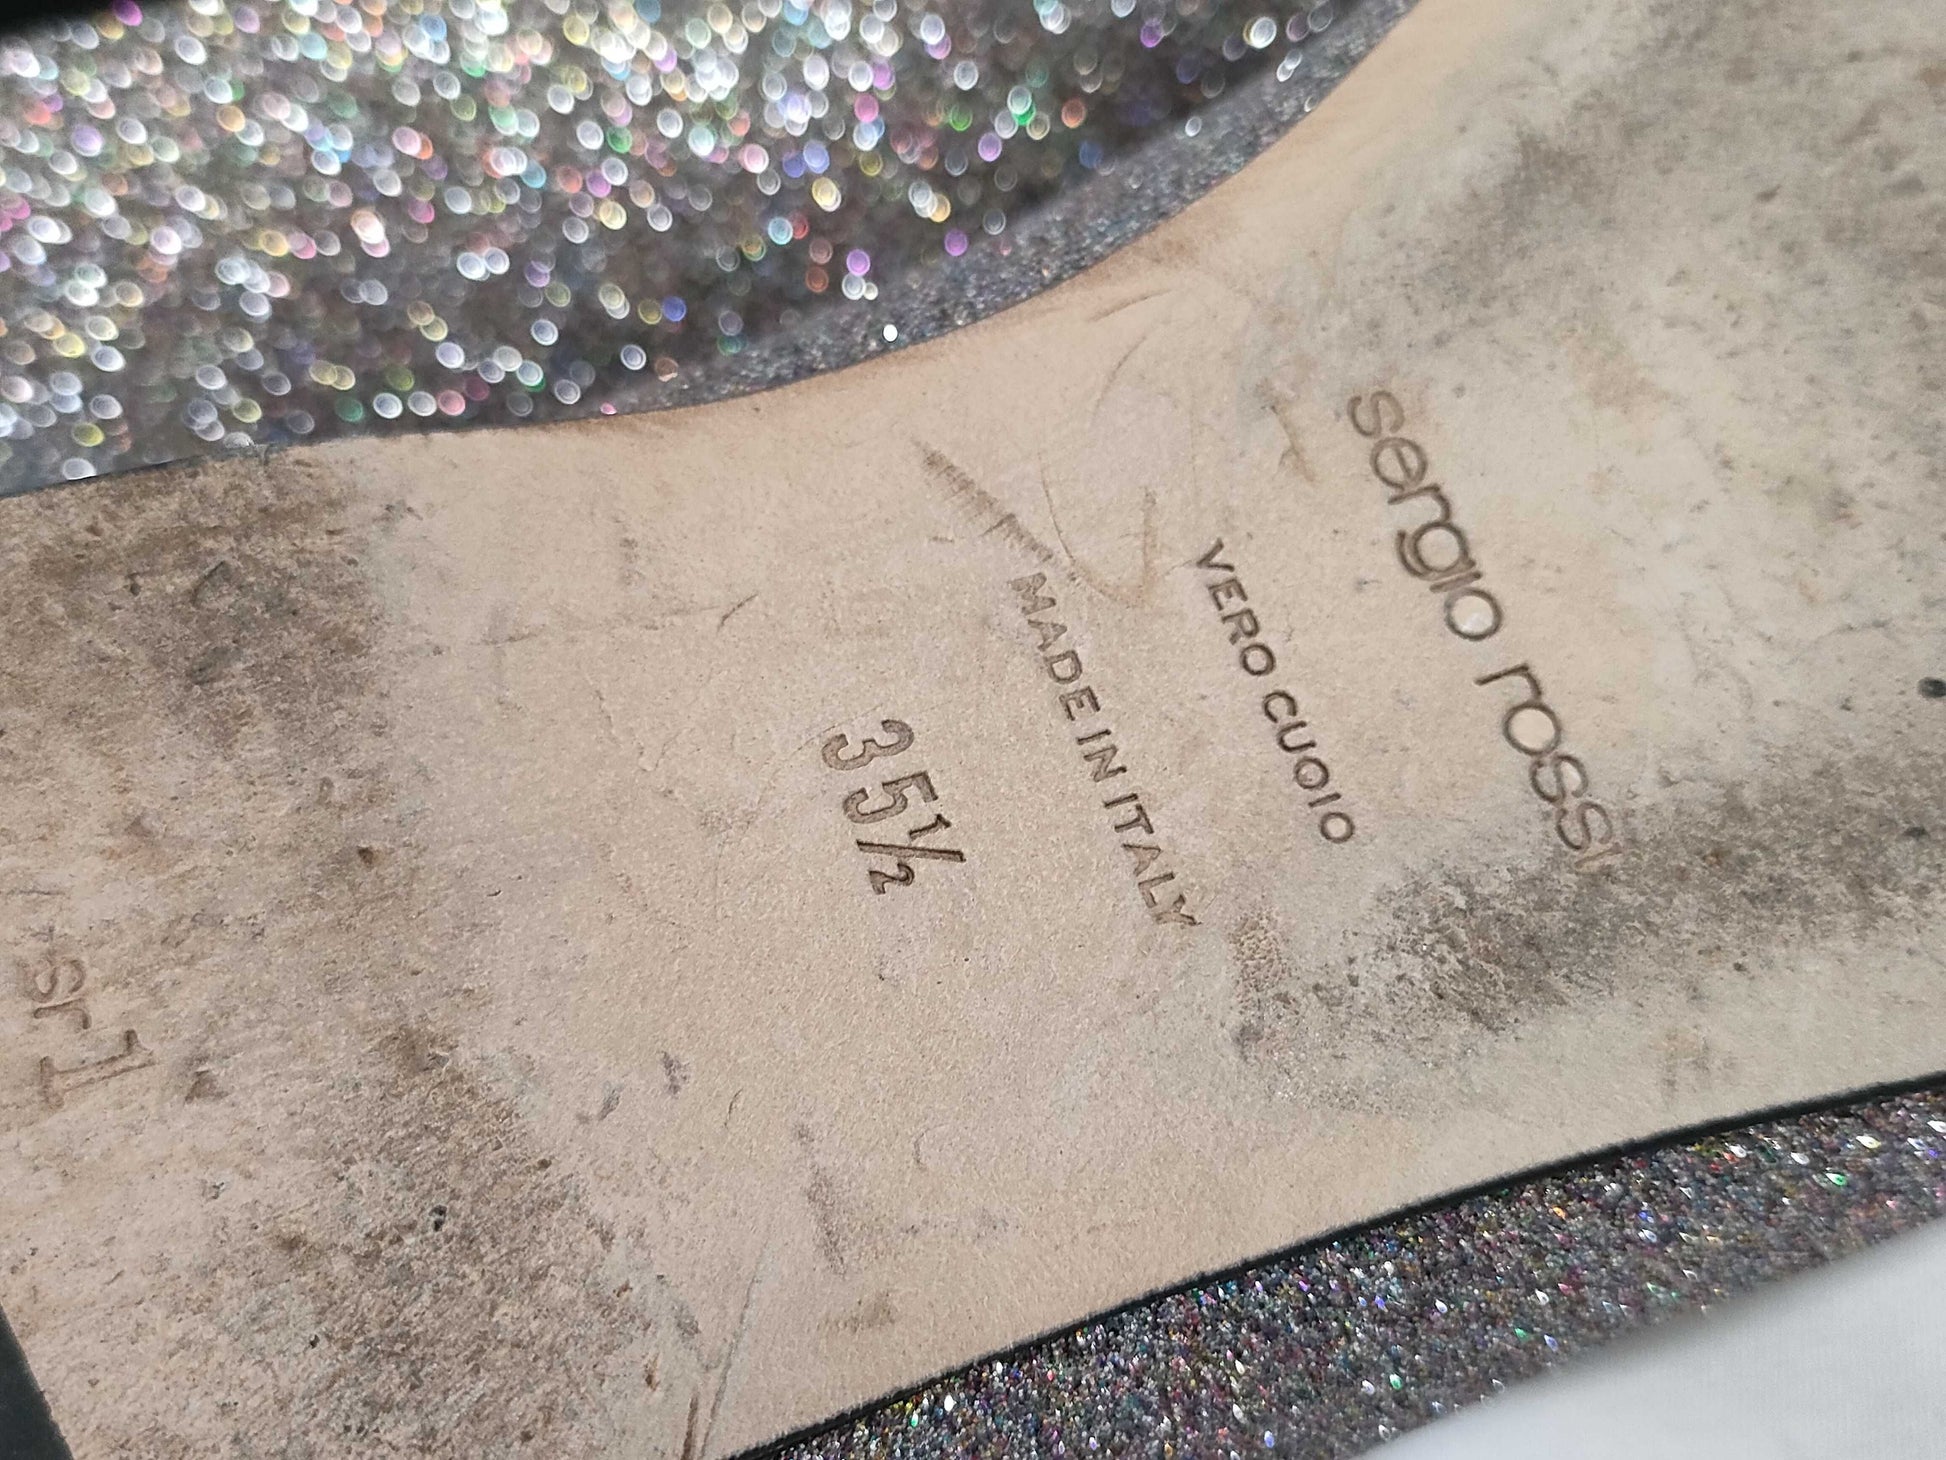 sergio rossi
VERO CUOIO
MADE IN ITALY
35½
sr1